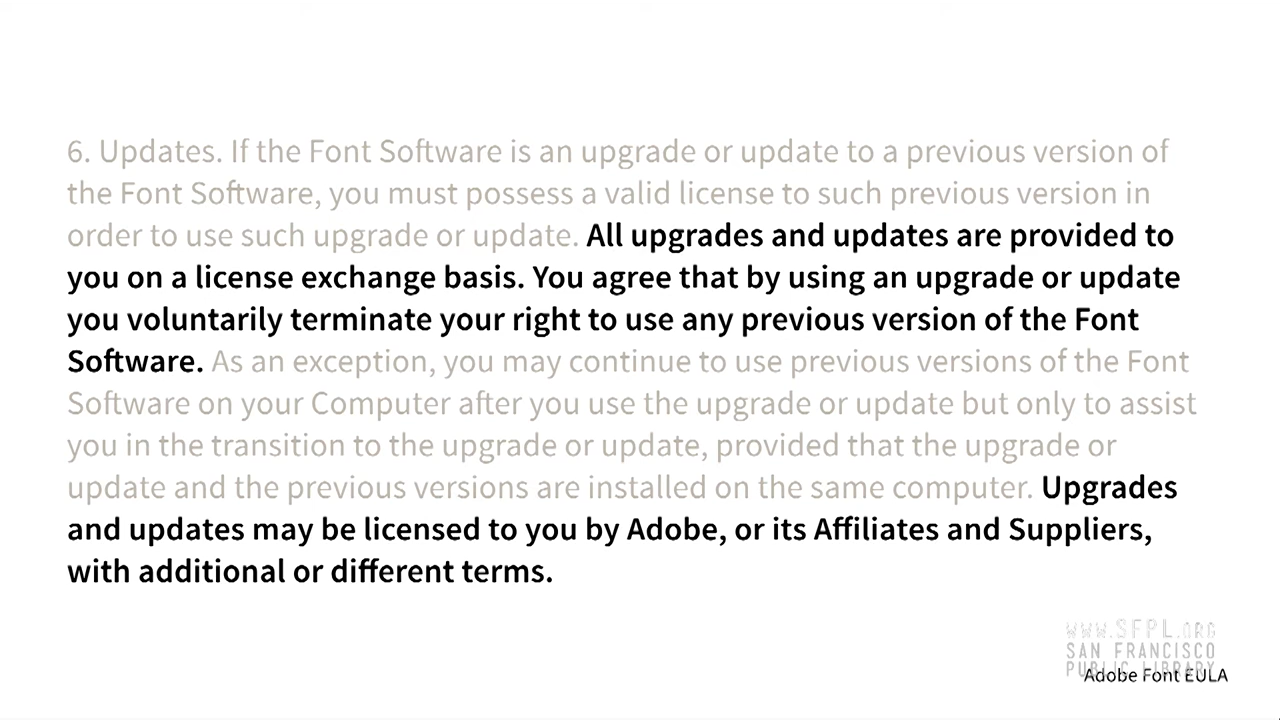 6. Updates. If the Font Software is an upgrade or update to a previous version of
the Font Software, you must possess a valid license to such previous version in
order to use such upgrade or update. All upgrades and updates are provided to
you on a license exchange basis. You agree that by using an upgrade or update
you voluntarily terminate your right to use any previous version of the Font
Software. As an exception, you may continue to use previous versions of the Font
Software on your Computer after you use the upgrade or update but only to assist
you in the transition to the upgrade or update, provided that the upgrade or
update and the previous versions are installed on the same computer. Upgrades
and updates may be licensed to you by Adobe, or its Affiliates and Suppliers,
with additional or different terms.
WWW.SFPL.ORG
SAN FRANCISCO
PUBLIC LIBRARY
Adobe Font EULA